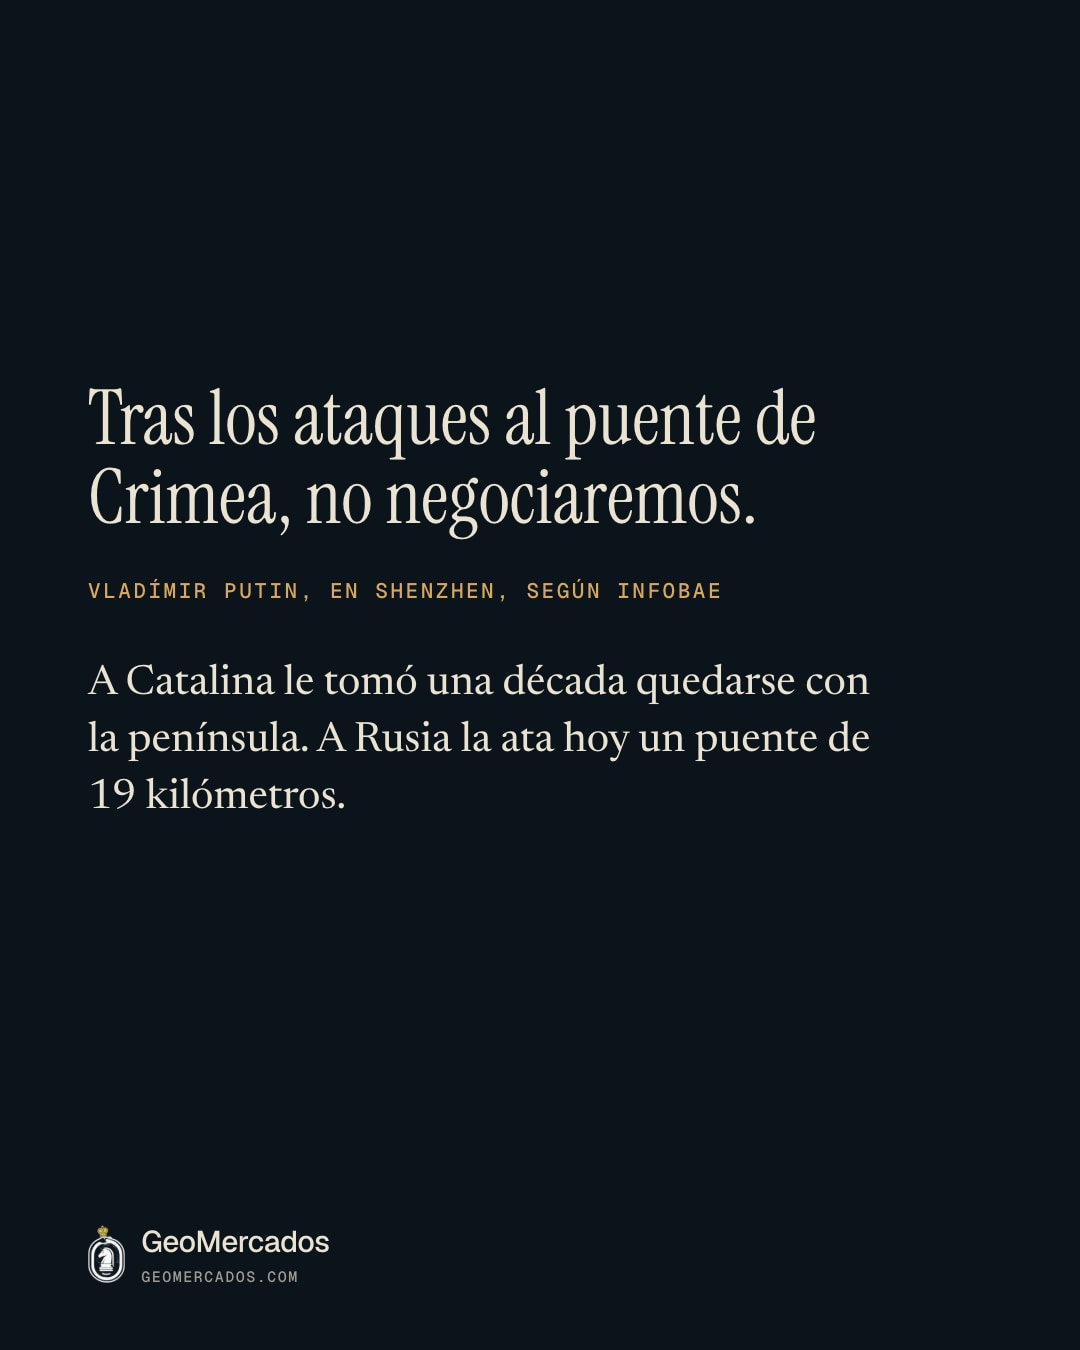 Tras los ataques al puente de
Crimea, no negociaremos.
VLADÍMIR PUTIN, EN SHENZHEN, SEGÚN INFOBAE
A Catalina le tomó una década quedarse con
la península. A Rusia la ata hoy un puente de
19 kilómetros.
GeoMercados
GEOMERCADOS.COM